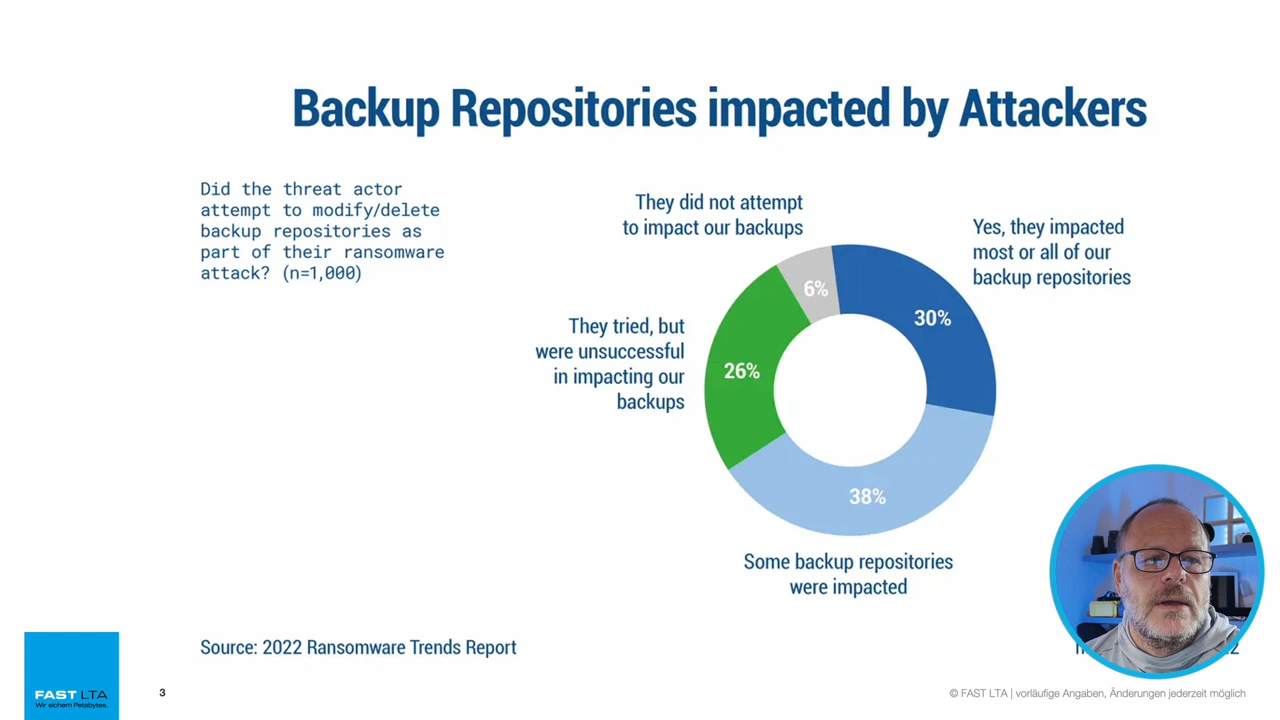 Backup Repositories impacted by Attackers
Did the threat actor
attempt to modify/delete
backup repositories as
part of their ransomware
attack? (n=1,000)
They did not attempt
to impact our backups
Yes, they impacted
most or all of our
backup repositories
6%
30%
They tried, but
were unsuccessful
in impacting our
backups
26%
38%
Some backup repositories
were impacted
Source: 2022 Ransomware Trends Report
FAST LTA
Wir sichern Petabytes.
3
© FAST LTA | vorläufige Angaben, Änderungen jederzeit möglich